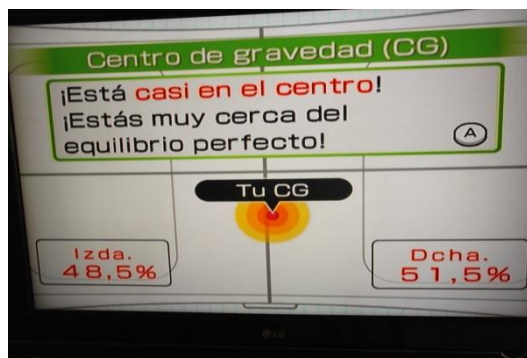 Centro de gravedad (CG)
¡Está casi en el centro!
¡Estás muy cerca del
equilibrio perfecto!
A
Tu CG
Izda.
48,5%
Dcha.
51,5%
LG